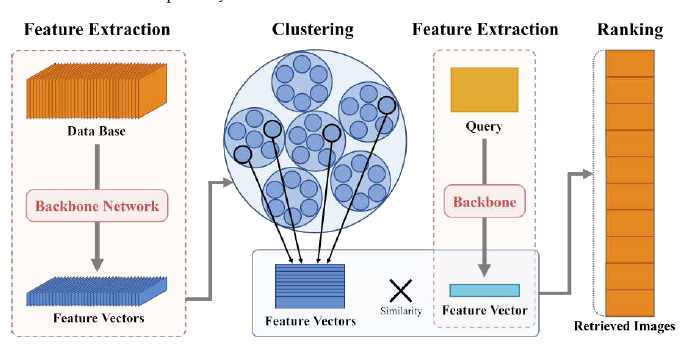 Feature Extraction
Clustering
Feature Extraction
Ranking
Data Base
Backbone Network
Feature Vectors
Feature Vectors
Similarity
Query
Backbone
Feature Vector
Retrieved Images